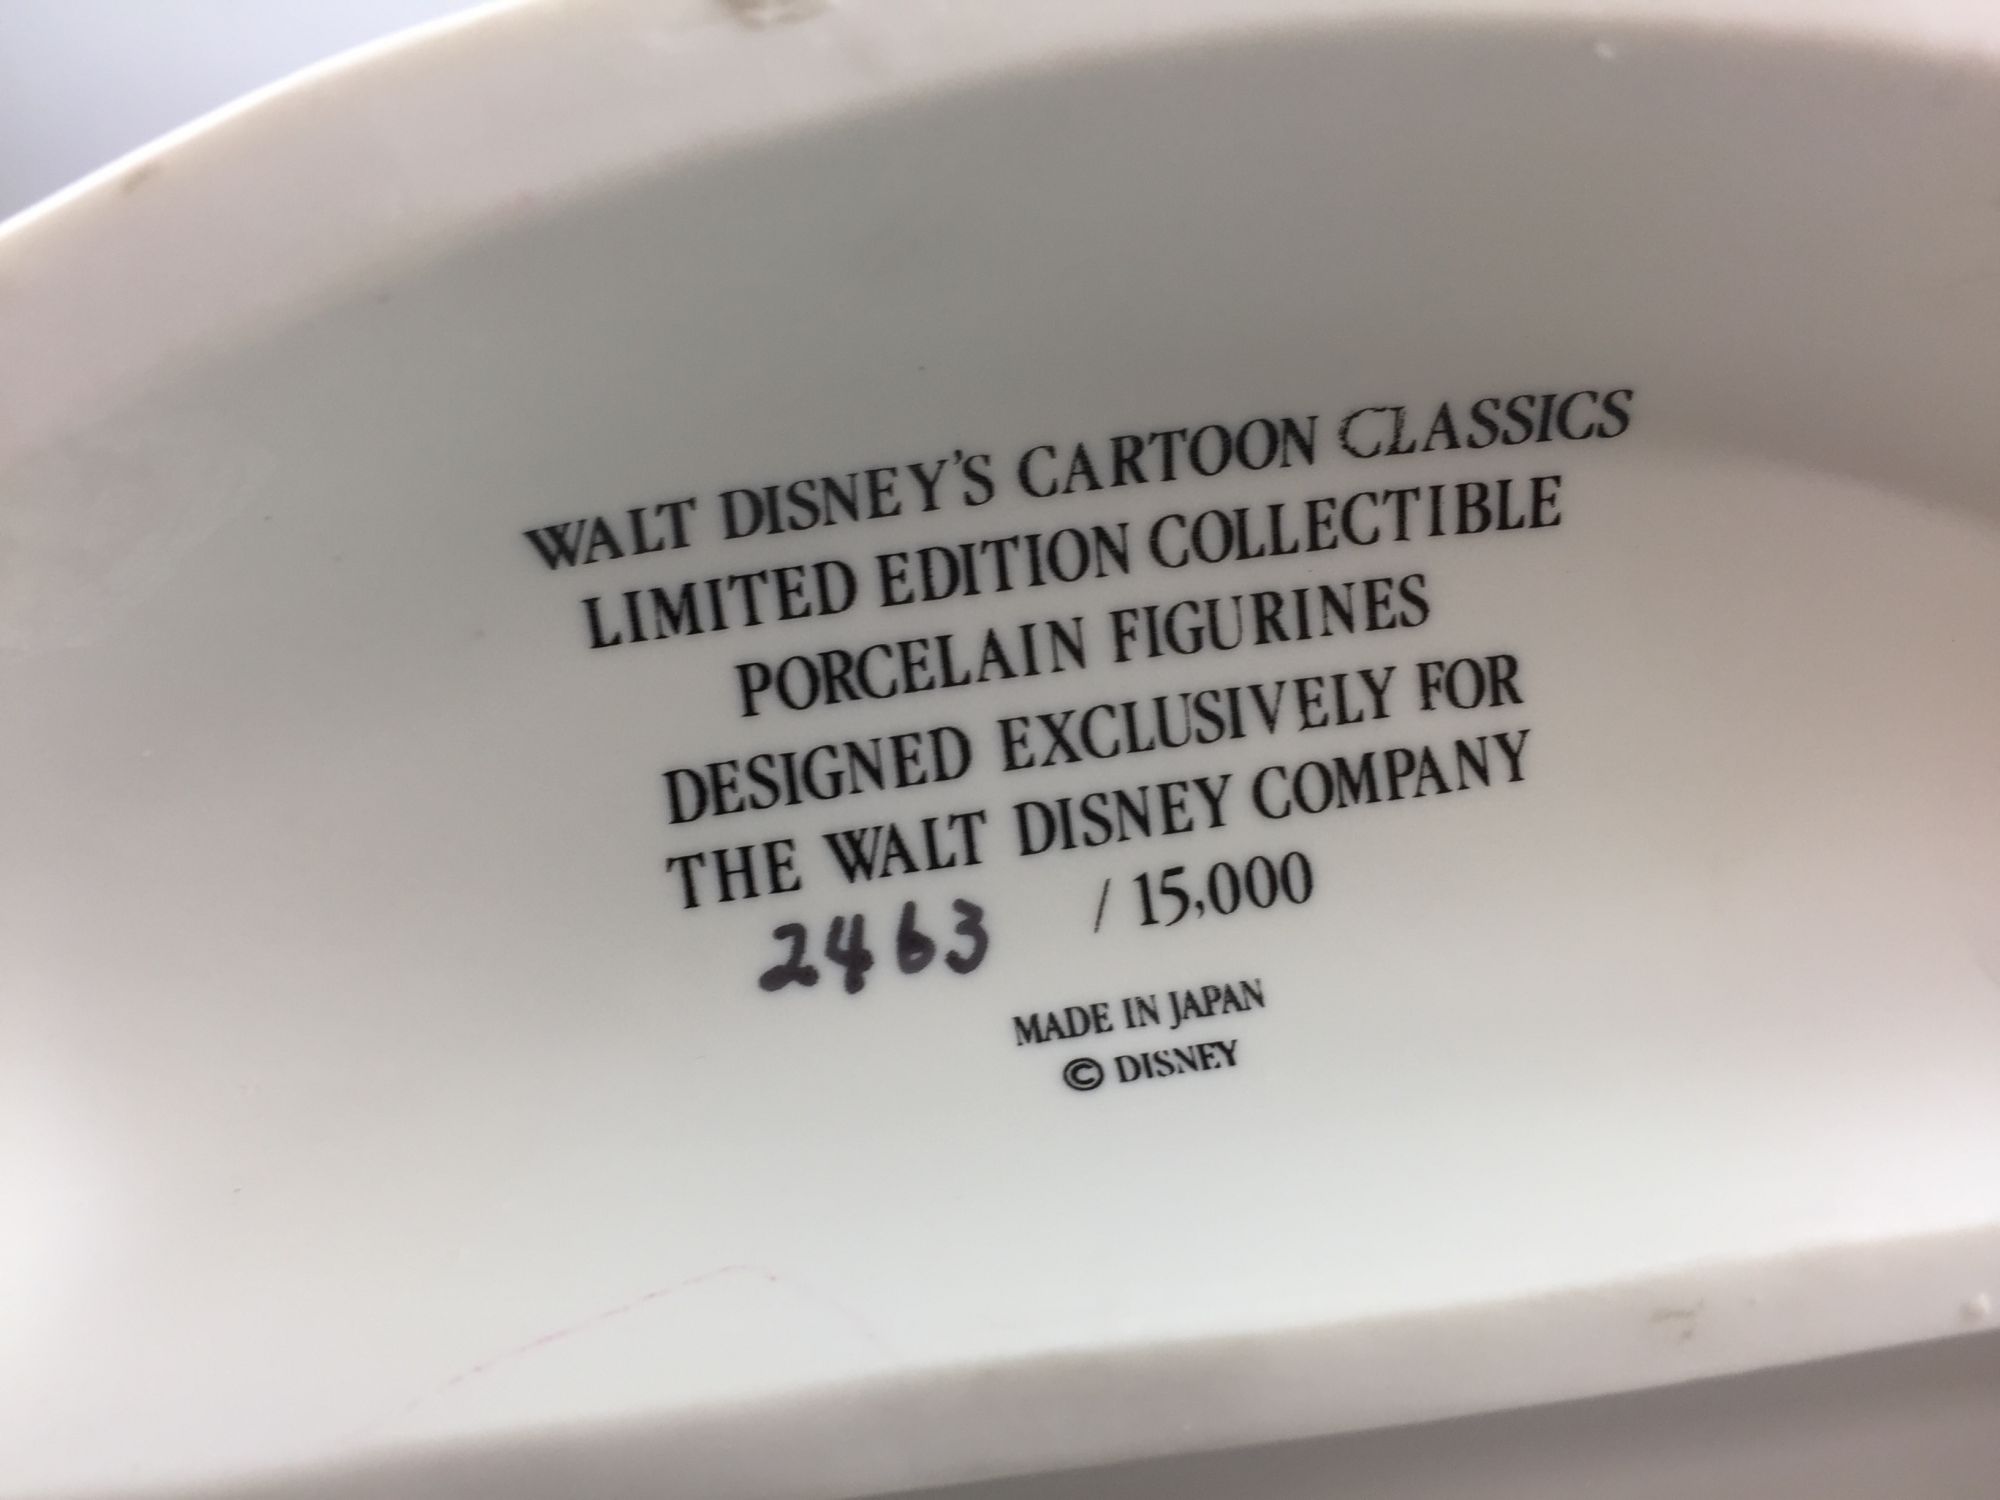 WALT DISNEY'S CARTOON CLASSICS
LIMITED EDITION COLLECTIBLE
PORCELAIN FIGURINES
DESIGNED EXCLUSIVELY FOR
THE WALT DISNEY COMPANY
2463 / 15,000
MADE IN JAPAN
© DISNEY